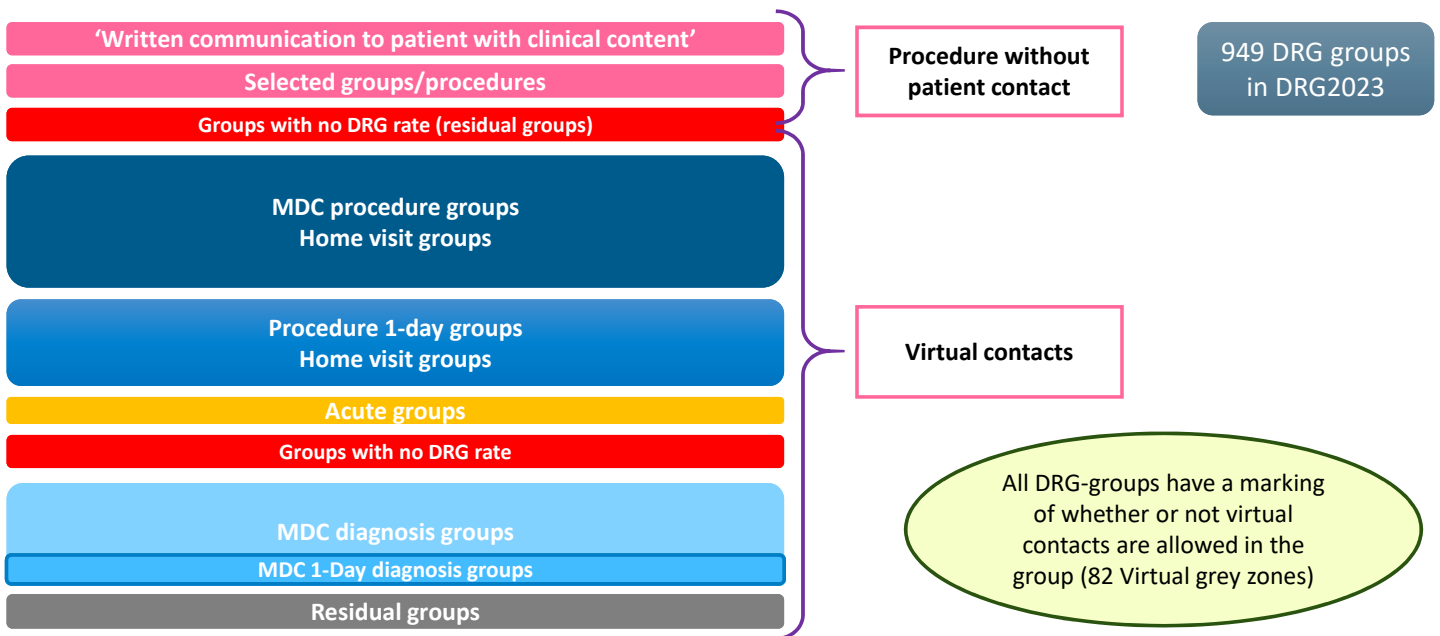 ‘Written communication to patient with clinical content’
Selected groups/procedures
Groups with no DRG rate (residual groups)
MDC procedure groups
Home visit groups
Procedure 1-day groups
Home visit groups
Acute groups
Groups with no DRG rate
MDC diagnosis groups
MDC 1-Day diagnosis groups
Residual groups
Procedure without
patient contact
Virtual contacts
949 DRG groups
in DRG2023
All DRG-groups have a marking
of whether or not virtual
contacts are allowed in the
group (82 Virtual grey zones)